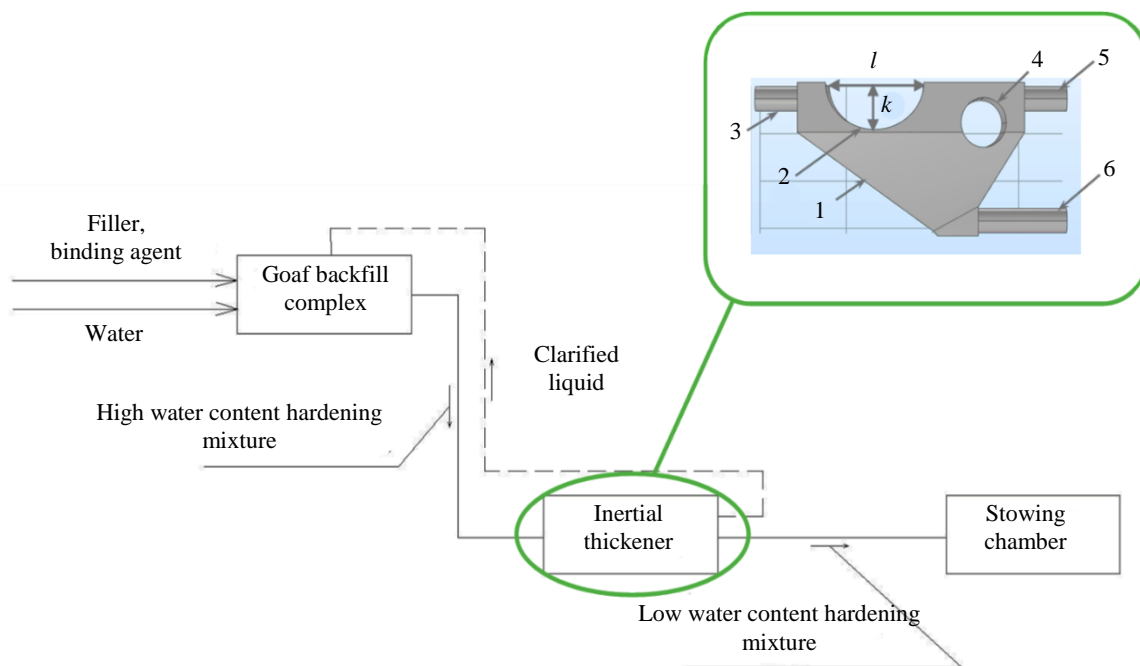 l
4
5
k
3
2
1
6
Filler,
binding agent
Goaf backfill
complex
Water
Clarified
liquid
High water content hardening
mixture
Inertial
thickener
Stowing
chamber
Low water content hardening
mixture